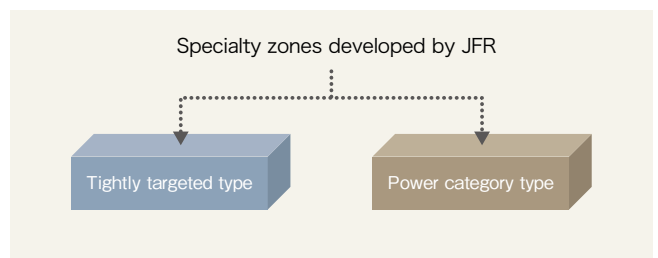 Specialty zones developed by JFR
Tightly targeted type
Power category type